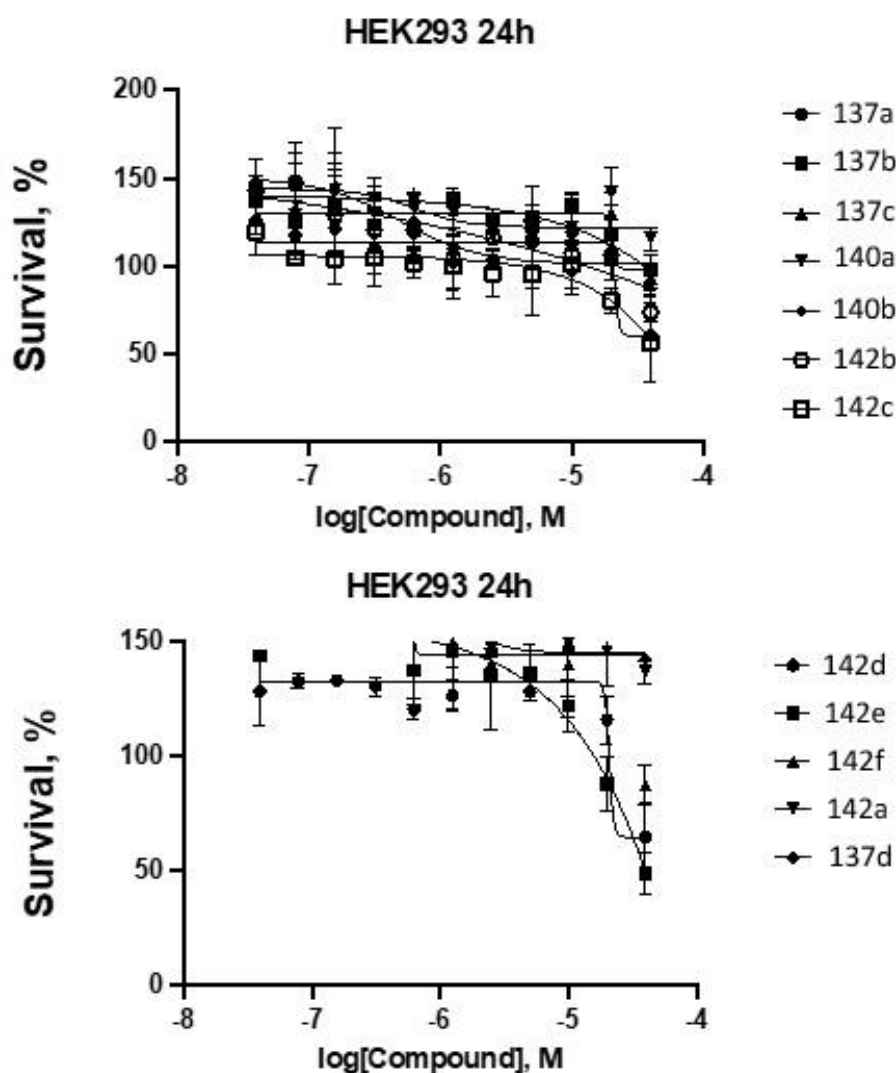 HEK293 24h
Survival, %
200
150
100
50
0
-8 -7 -6 -5 -4
log[Compound], M
137a
137b
137c
140a
140b
142b
142c
HEK293 24h
Survival, %
150
100
50
0
-8 -7 -6 -5 -4
log[Compound], M
142d
142e
142f
142a
137d